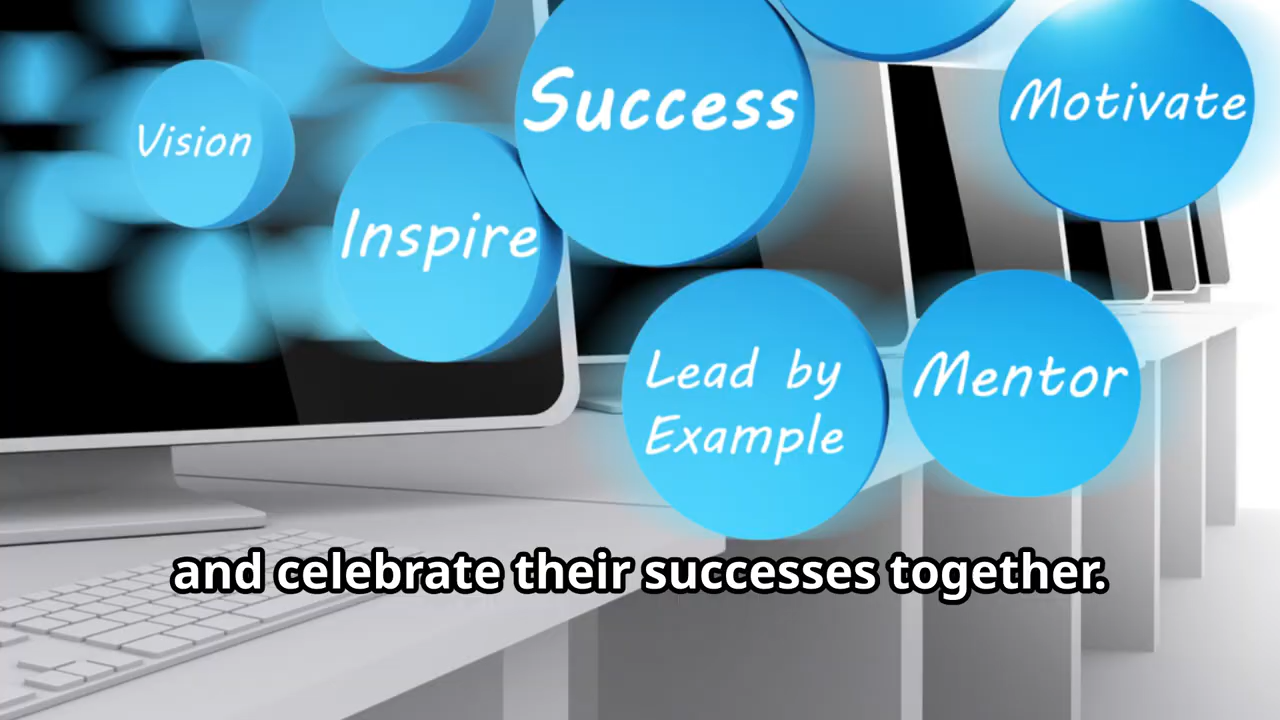 Success
Motivate
Vision
Inspire
Lead by
Example
Mentor
and celebrate their successes together.